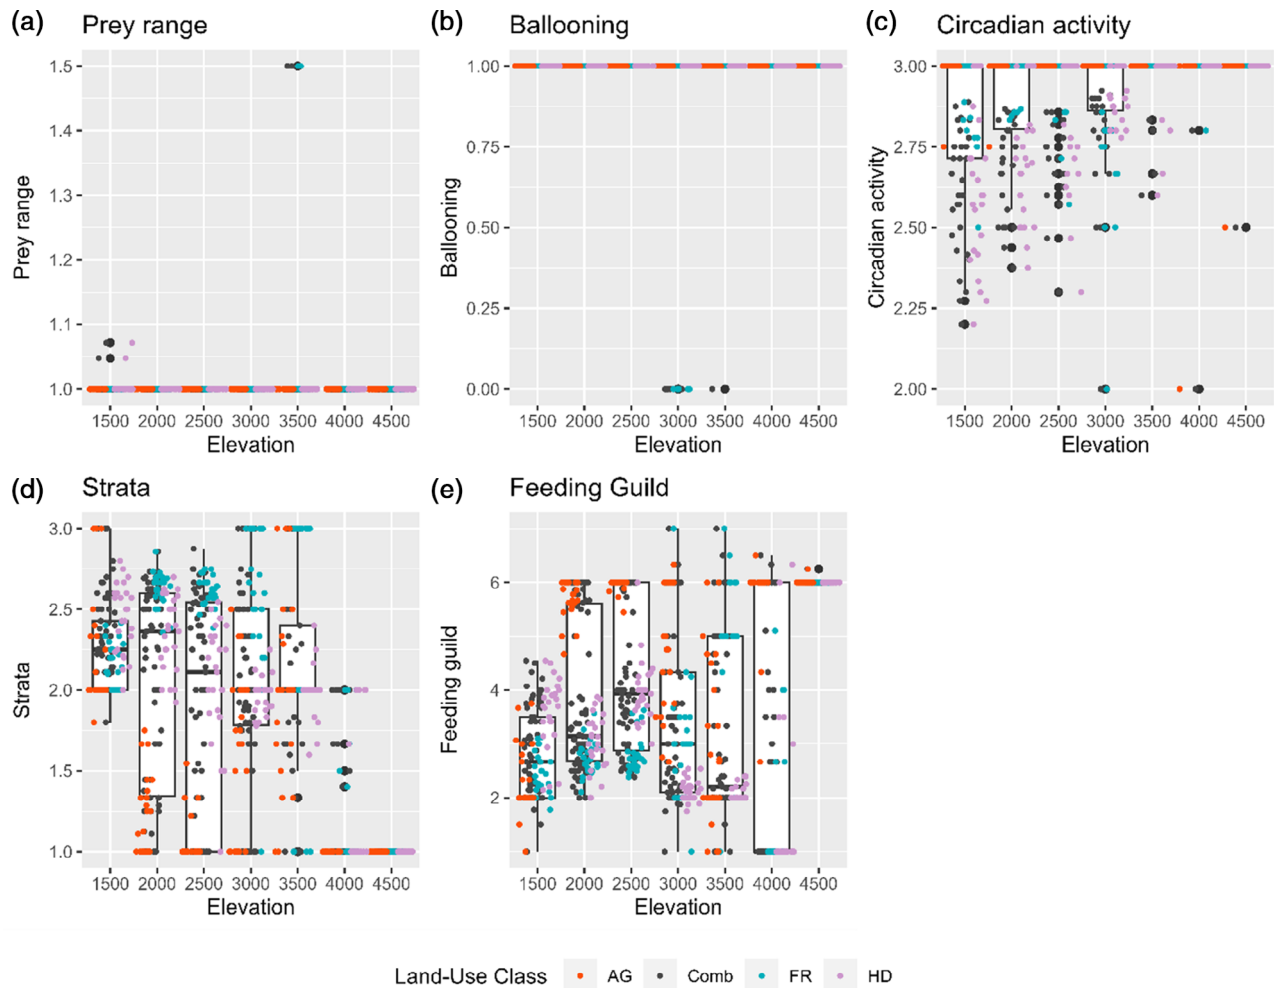 (a) Prey range
1.5
1.4
1.3
1.2
1.1
1.0
Prey range
1500 2000 2500 3000 3500 4000 4500
Elevation
(b) Ballooning
1.00
0.75
0.50
0.25
0.00
Ballooning
1500 2000 2500 3000 3500 4000 4500
Elevation
(c) Circadian activity
3.00
2.75
2.50
2.25
2.00
Circadian activity
1500 2000 2500 3000 3500 4000 4500
Elevation
(d) Strata
3.0
2.5
2.0
1.5
1.0
Strata
1500 2000 2500 3000 3500 4000 4500
Elevation
(e) Feeding Guild
6
4
2
Feeding guild
1500 2000 2500 3000 3500 4000 4500
Elevation
Land-Use Class AG Comb FR HD